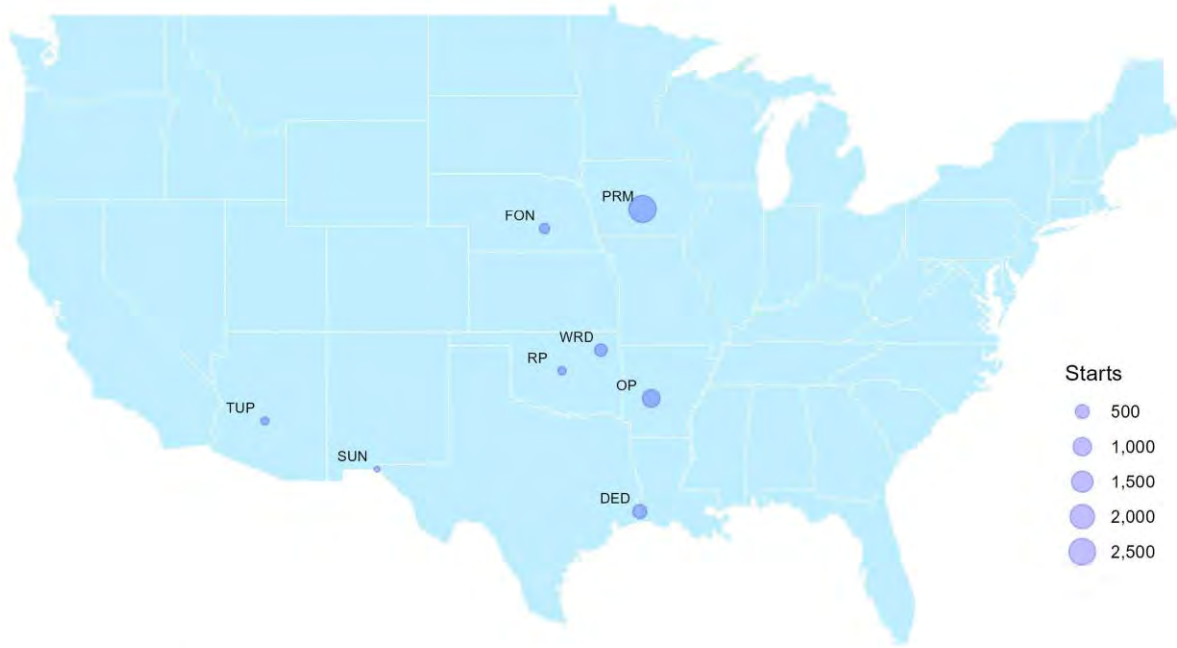 PRM
FON
WRD
RP
OP
TUP
SUN
DED
Starts
500
1,000
1,500
2,000
2,500